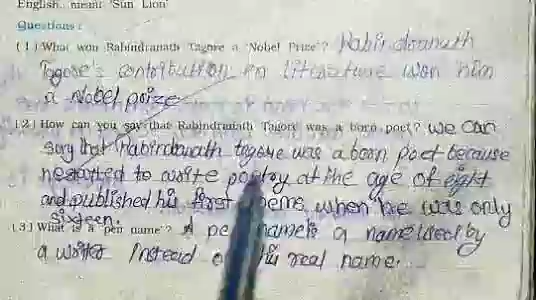 English, meant 'Sun Lion'
Questions :
(1) What won Rabindranath Tagore a 'Nobel Prize'? Rabindranath
Tagore's contribution in literature won him
a Nobel prize
(2) How can you say that Rabindranath Tagore was a born poet? we can
say that Rabindranath tagore was a born poet because
he started to write poetry at the age of eight
and published his first poems when he was only
sixteen.
(3) What is a 'pen name'? A pen name is a name used by
a writer Instead of his real name.